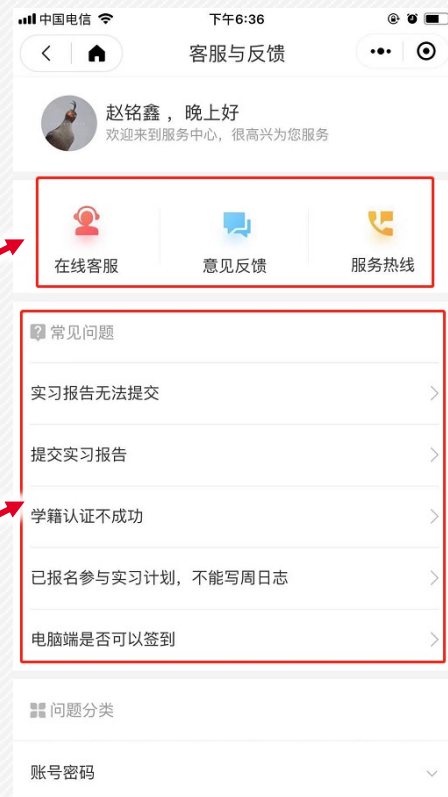 中国电信 下午6:36
客服与反馈
赵铭鑫，晚上好
欢迎来到服务中心，很高兴为您服务
在线客服 意见反馈 服务热线
常见问题
实习报告无法提交
提交实习报告
学籍认证不成功
已报名参与实习计划，不能写周日志
电脑端是否可以签到
问题分类
账号密码